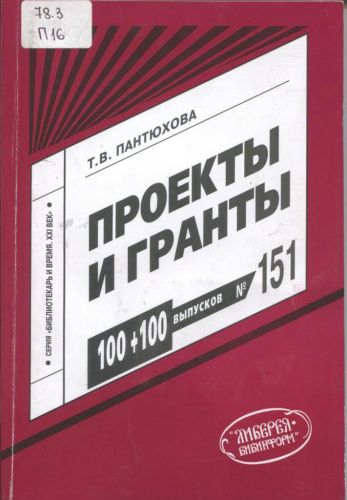 78.3
П16
Т.В. ПАНТЮХОВА
ПРОЕКТЫ
И ГРАНТЫ
100+100 ВЫПУСКОВ № 151
• СЕРИЯ «БИБЛИОТЕКАРЬ И ВРЕМЯ. XXI ВЕК» •
"ЛИБЕРЕЯ-
БИБИНФОРМ"